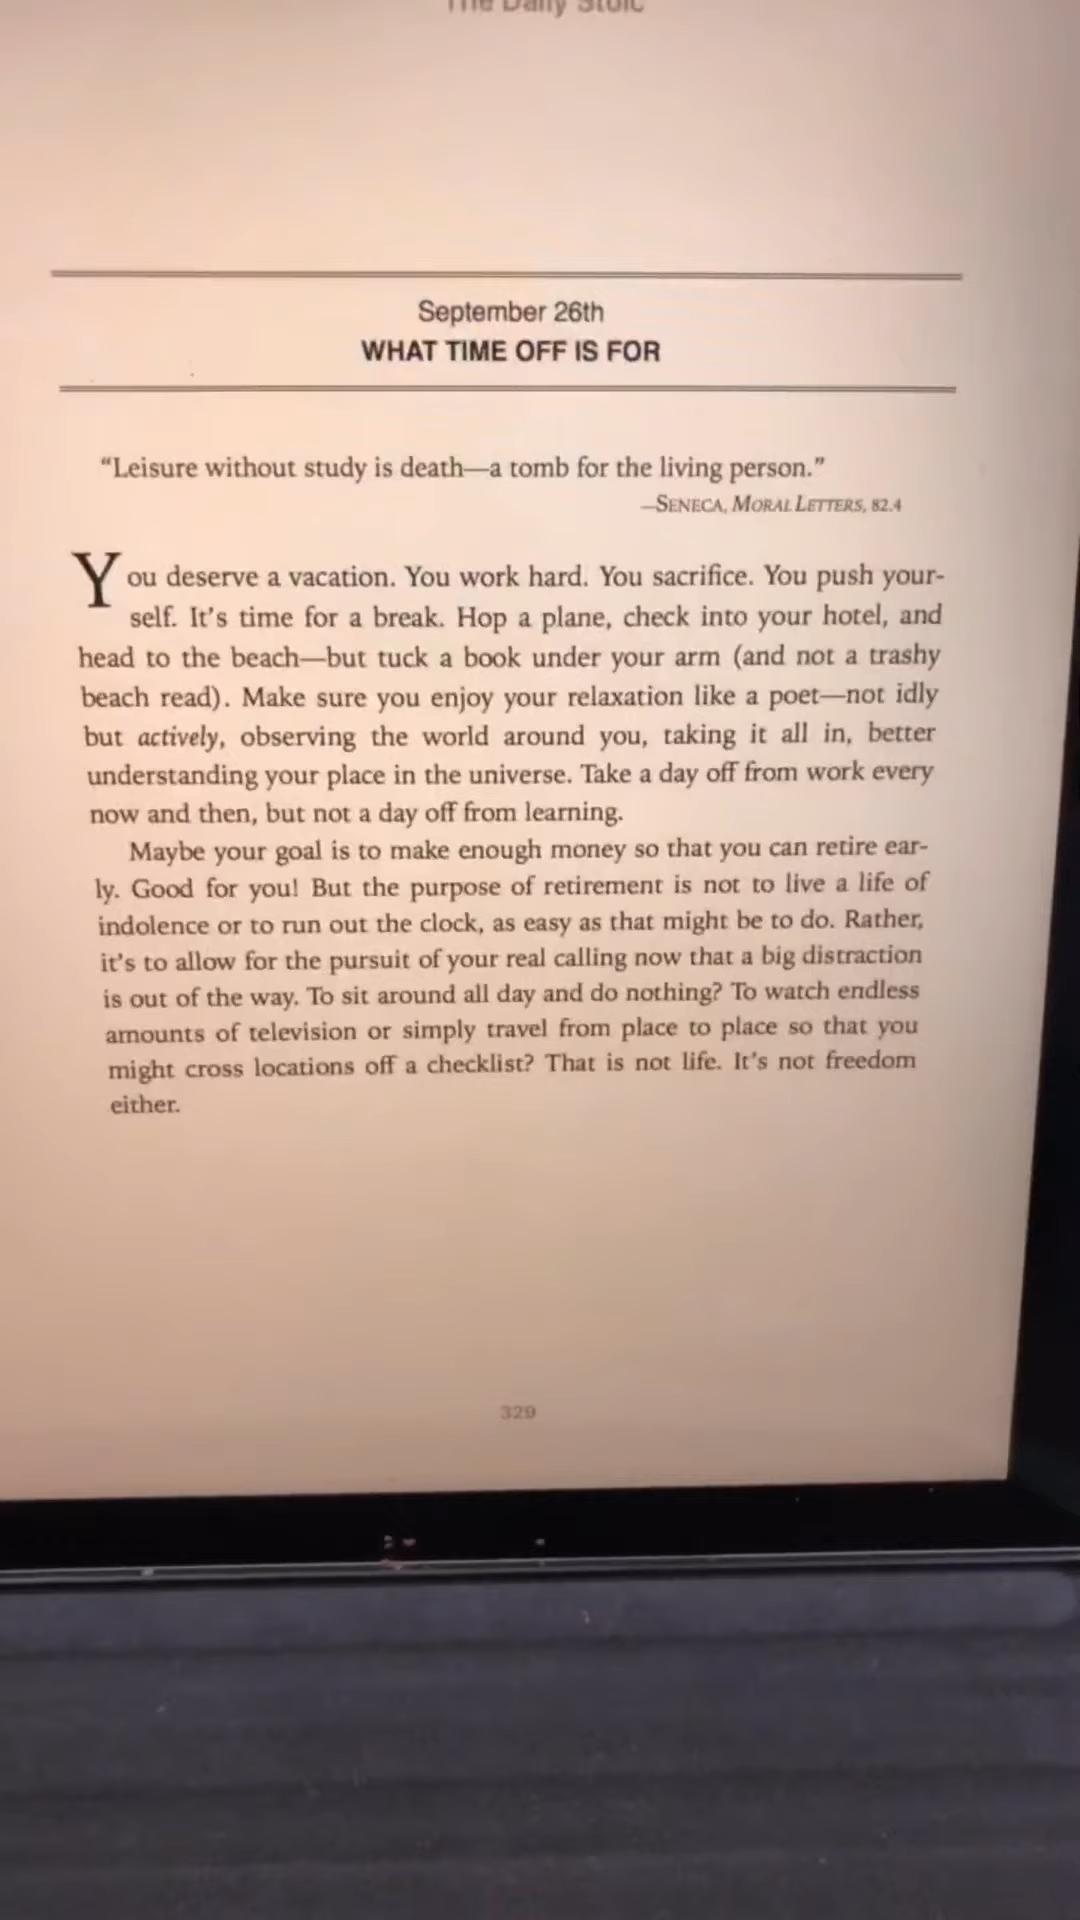 The Daily Stoic
September 26th
WHAT TIME OFF IS FOR
“Leisure without study is death—a tomb for the living person.”
—SENECA, MORAL LETTERS, 82.4
You deserve a vacation. You work hard. You sacrifice. You push your-
self. It’s time for a break. Hop a plane, check into your hotel, and
head to the beach—but tuck a book under your arm (and not a trashy
beach read). Make sure you enjoy your relaxation like a poet—not idly
but actively, observing the world around you, taking it all in, better
understanding your place in the universe. Take a day off from work every
now and then, but not a day off from learning.
Maybe your goal is to make enough money so that you can retire ear-
ly. Good for you! But the purpose of retirement is not to live a life of
indolence or to run out the clock, as easy as that might be to do. Rather,
it’s to allow for the pursuit of your real calling now that a big distraction
is out of the way. To sit around all day and do nothing? To watch endless
amounts of television or simply travel from place to place so that you
might cross locations off a checklist? That is not life. It’s not freedom
either.
329